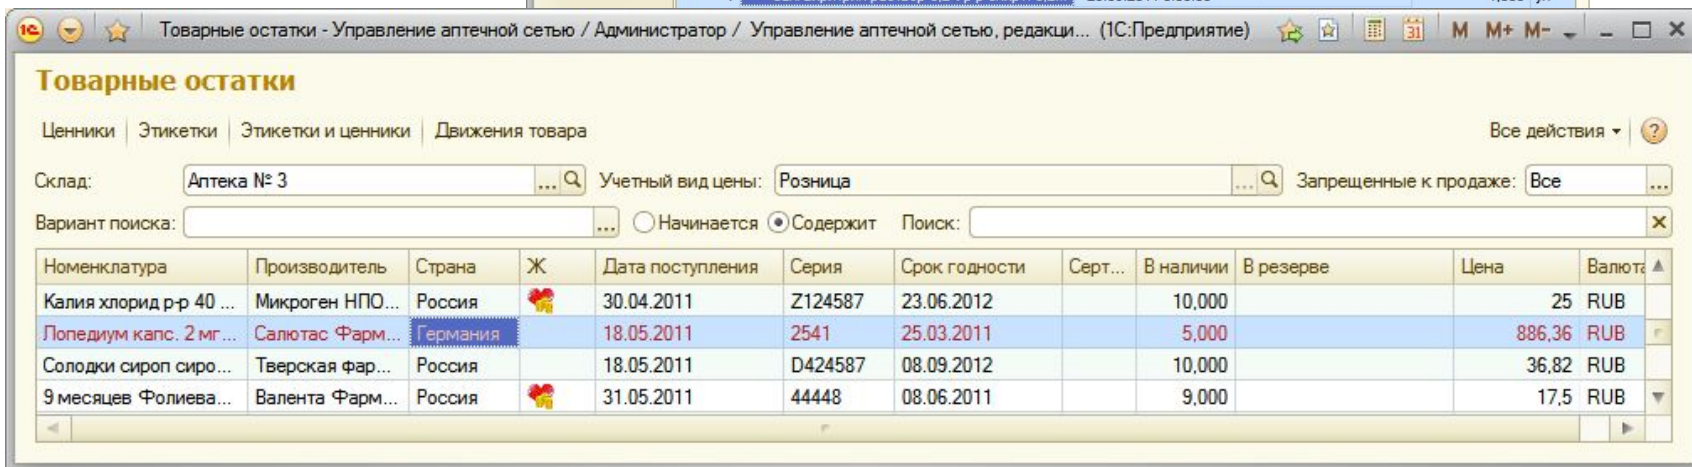 Товарные остатки - Управление аптечной сетью / Администратор / Управление аптечной сетью, редакци... (1С:Предприятие) 31 M M+ M-
Товарные остатки
Ценники Этикетки Этикетки и ценники Движения товара Все действия ?
Склад: Аптека № 3 ... Учетный вид цены: Розница ... Запрещенные к продаже: Все ...
Вариант поиска: ... Начинается Содержит Поиск:
Номенклатура Производитель Страна Ж Дата поступления Серия Срок годности Серт... В наличии В резерве Цена Валюта
Калия хлорид р-р 40 ... Микроген НПО... Россия 30.04.2011 Z124587 23.06.2012 10,000 25 RUB
Лопедиум капс. 2 мг... Салютас Фарм... Германия 18.05.2011 2541 25.03.2011 5,000 886,36 RUB
Солодки сироп сиро... Тверская фар... Россия 18.05.2011 D424587 08.09.2012 10,000 36,82 RUB
9 месяцев Фолиева... Валента Фарм... Россия 31.05.2011 44448 08.06.2011 9,000 17,5 RUB